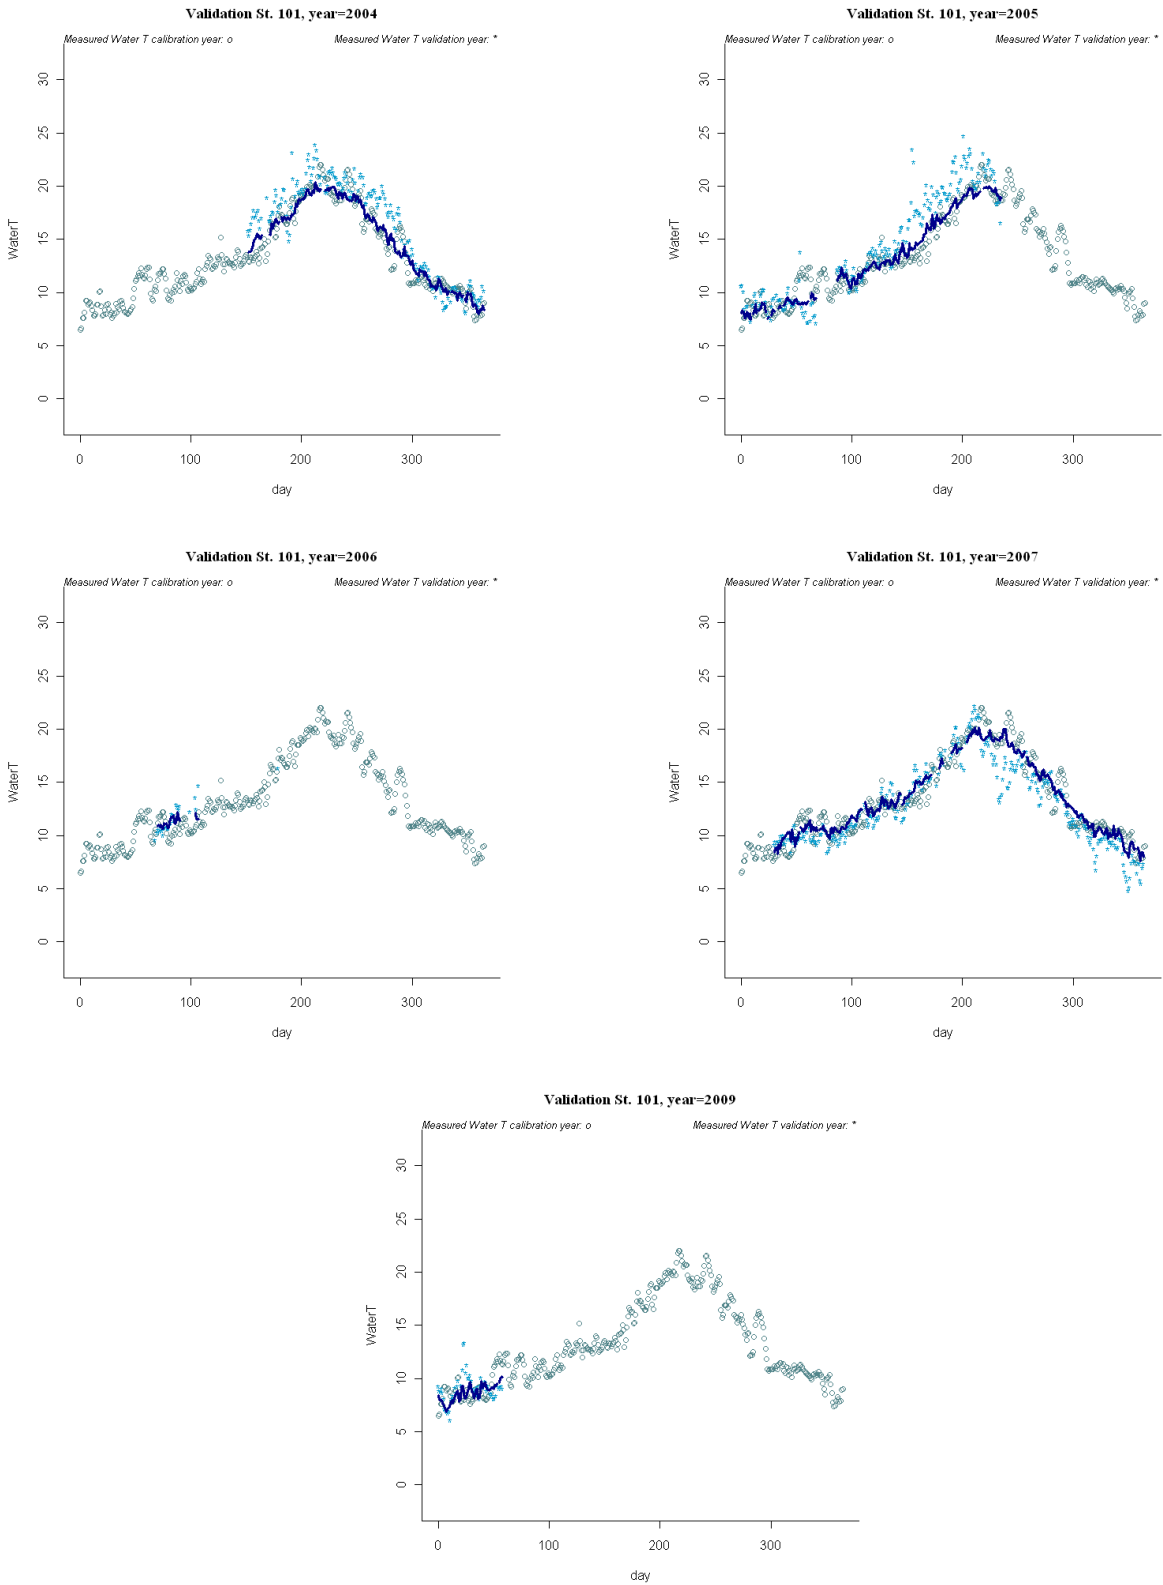 Validation St. 101, year=2004
Measured Water T calibration year: o Measured Water T validation year: *
WaterT
30
25
20
15
10
5
0
0 100 200 300
day
Validation St. 101, year=2005
Measured Water T calibration year: o Measured Water T validation year: *
WaterT
30
25
20
15
10
5
0
0 100 200 300
day
Validation St. 101, year=2006
Measured Water T calibration year: o Measured Water T validation year: *
WaterT
30
25
20
15
10
5
0
0 100 200 300
day
Validation St. 101, year=2007
Measured Water T calibration year: o Measured Water T validation year: *
WaterT
30
25
20
15
10
5
0
0 100 200 300
day
Validation St. 101, year=2009
Measured Water T calibration year: o Measured Water T validation year: *
WaterT
30
25
20
15
10
5
0
0 100 200 300
day